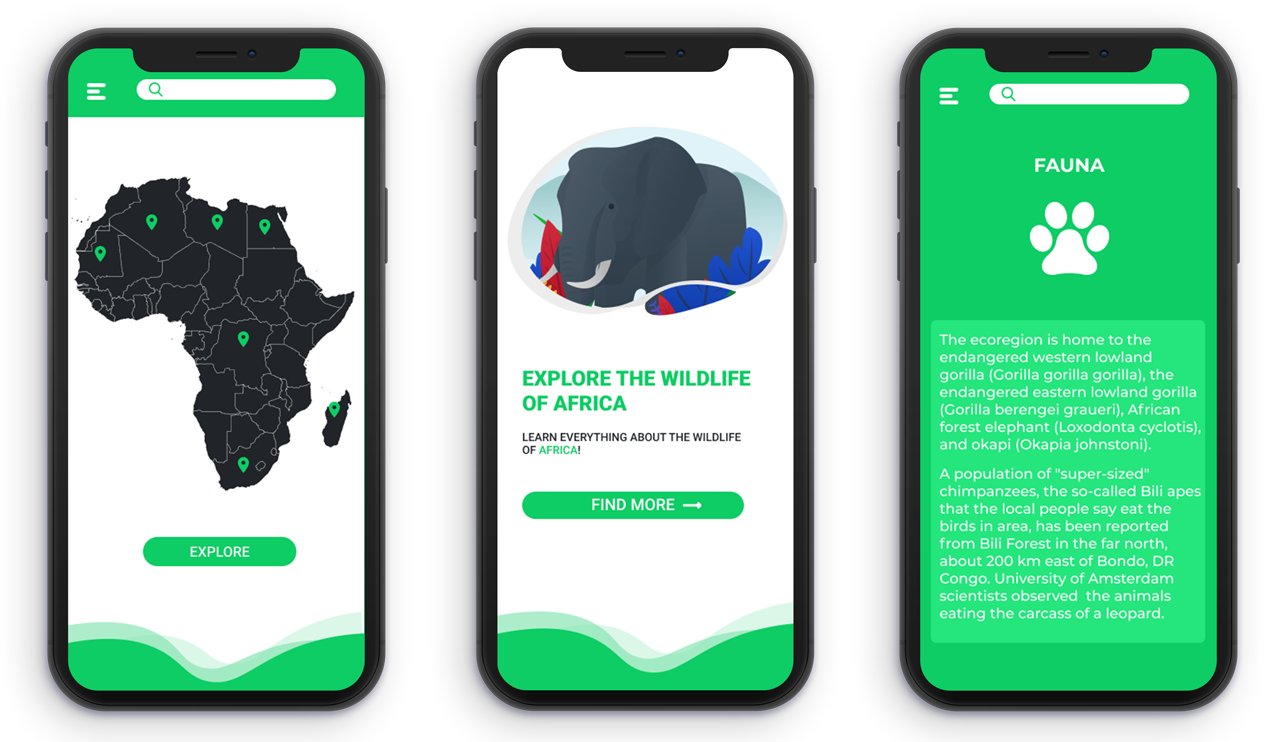 EXPLORE
EXPLORE THE WILDLIFE
OF AFRICA
LEARN EVERYTHING ABOUT THE WILDLIFE
OF AFRICA!
FIND MORE
FAUNA
The ecoregion is home to the
endangered western lowland
gorilla (Gorilla gorilla gorilla), the
endangered eastern lowland gorilla
(Gorilla berengei graueri), African
forest elephant (Loxodonta cyclotis),
and okapi (Okapia johnstoni).
A population of "super-sized"
chimpanzees, the so-called Bili apes
that the local people say eat the
birds in area, has been reported
from Bili Forest in the far north,
about 200 km east of Bondo, DR
Congo. University of Amsterdam
scientists observed  the animals
eating the carcass of a leopard.